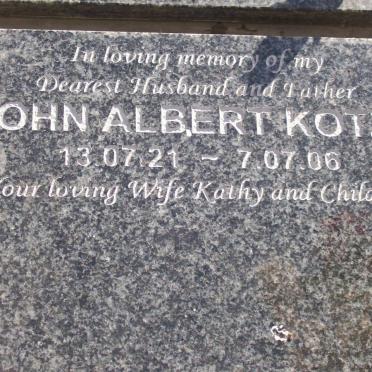 In loving memory of my
Dearest Husband and Father
OHN ALBERT KOT
13.07.21 ~ 7.07.06
our loving Wife Kathy and Child